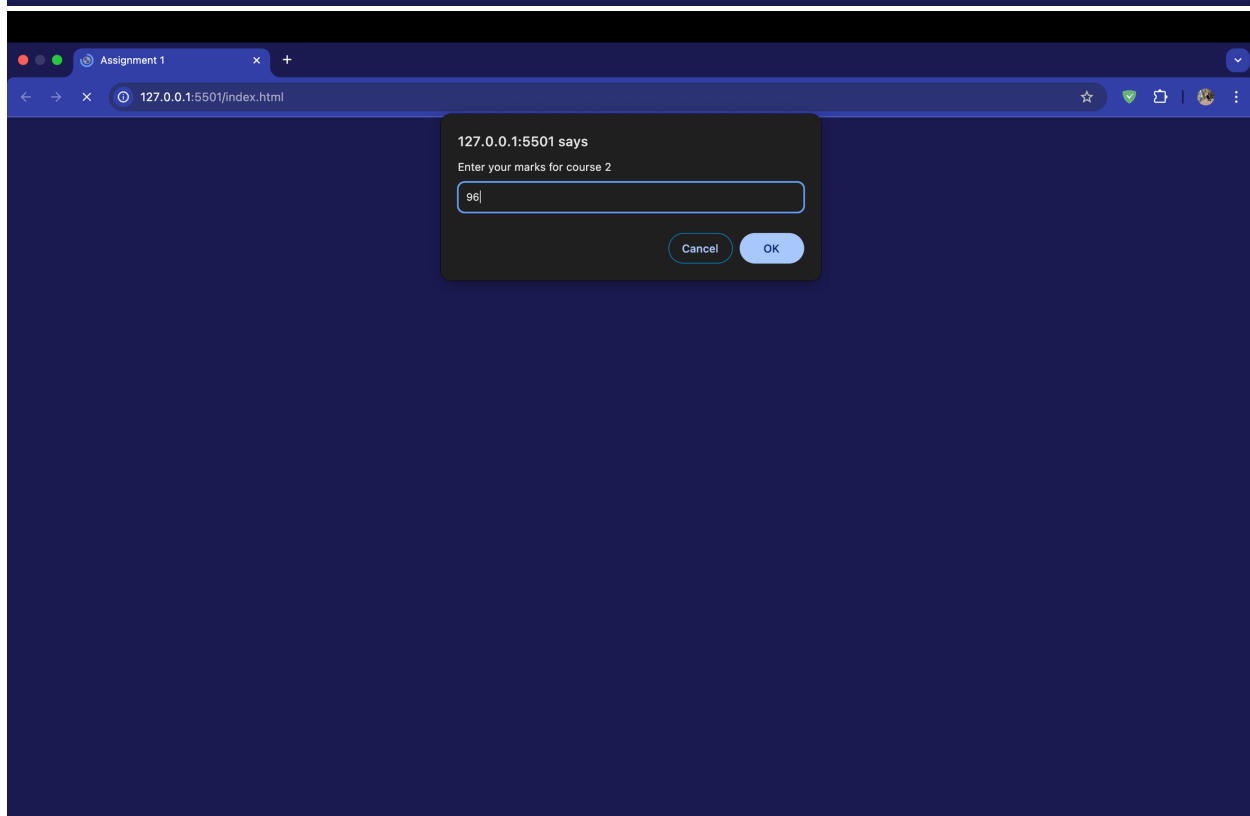 Assignment 1
127.0.0.1:5501/index.html
127.0.0.1:5501 says
Enter your marks for course 2
96
Cancel OK